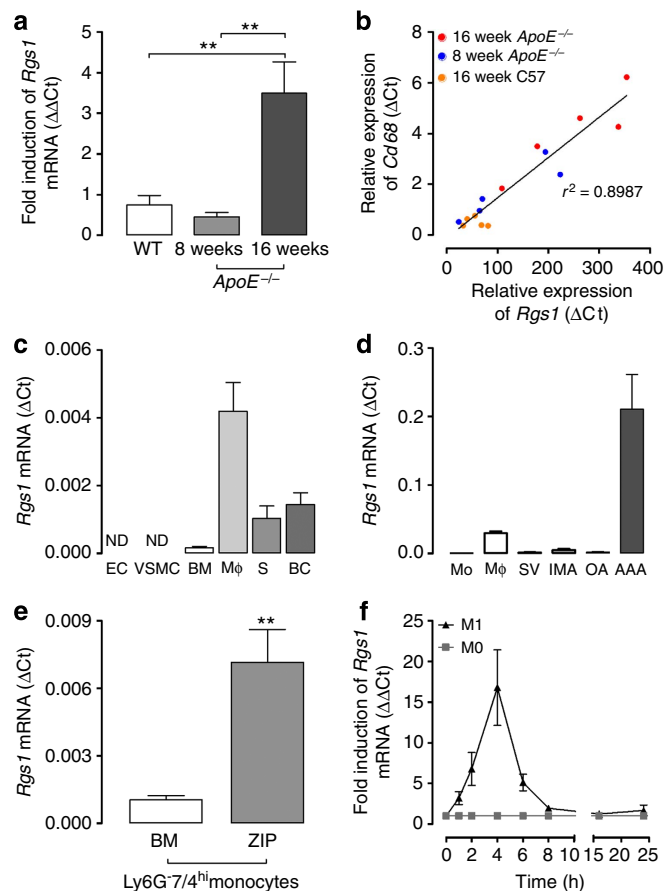 a
Fold induction of Rgs1
mRNA (ΔΔCt)
5
4
3
2
1
0
**
**
WT
8 weeks
16 weeks
ApoE⁻/⁻
b
16 week ApoE⁻/⁻
8 week ApoE⁻/⁻
16 week C57
Relative expression
of Cd68 (ΔCt)
8
6
4
2
0
r² = 0.8987
0 100 200 300 400
Relative expression
of Rgs1 (ΔCt)
c
Rgs1 mRNA (ΔCt)
0.006
0.004
0.002
0.000
ND ND
EC VSMC BM Mϕ S BC
d
Rgs1 mRNA (ΔCt)
0.3
0.2
0.1
0.0
Mo Mϕ SV IMA OA AAA
e
Rgs1 mRNA (ΔCt)
0.009
0.006
0.003
0.000
**
BM ZIP
Ly6G⁻7/4ʰⁱmonocytes
f
M1
M0
Fold induction of Rgs1
mRNA (ΔΔCt)
25
20
15
10
5
0
0 2 4 6 8 10 15 20 25
Time (h)